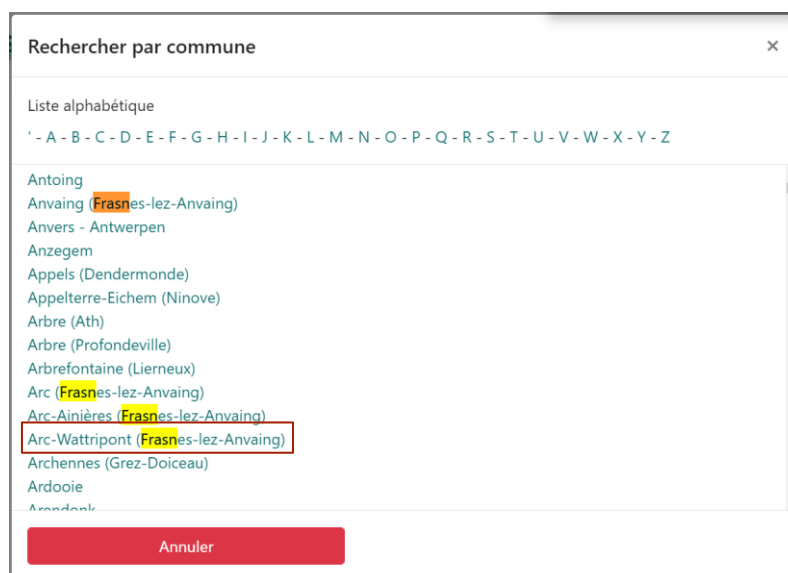 Rechercher par commune ×
Liste alphabétique
' - A - B - C - D - E - F - G - H - I - J - K - L - M - N - O - P - Q - R - S - T - U - V - W - X - Y - Z
Antoing
Anvaing (Frasnes-lez-Anvaing)
Anvers - Antwerpen
Anzegem
Appels (Dendermonde)
Appelterre-Eichem (Ninove)
Arbre (Ath)
Arbre (Profondeville)
Arbrefontaine (Lierneux)
Arc (Frasnes-lez-Anvaing)
Arc-Ainières (Frasnes-lez-Anvaing)
Arc-Wattripont (Frasnes-lez-Anvaing)
Archennes (Grez-Doiceau)
Ardooie
Arendonk
Annuler